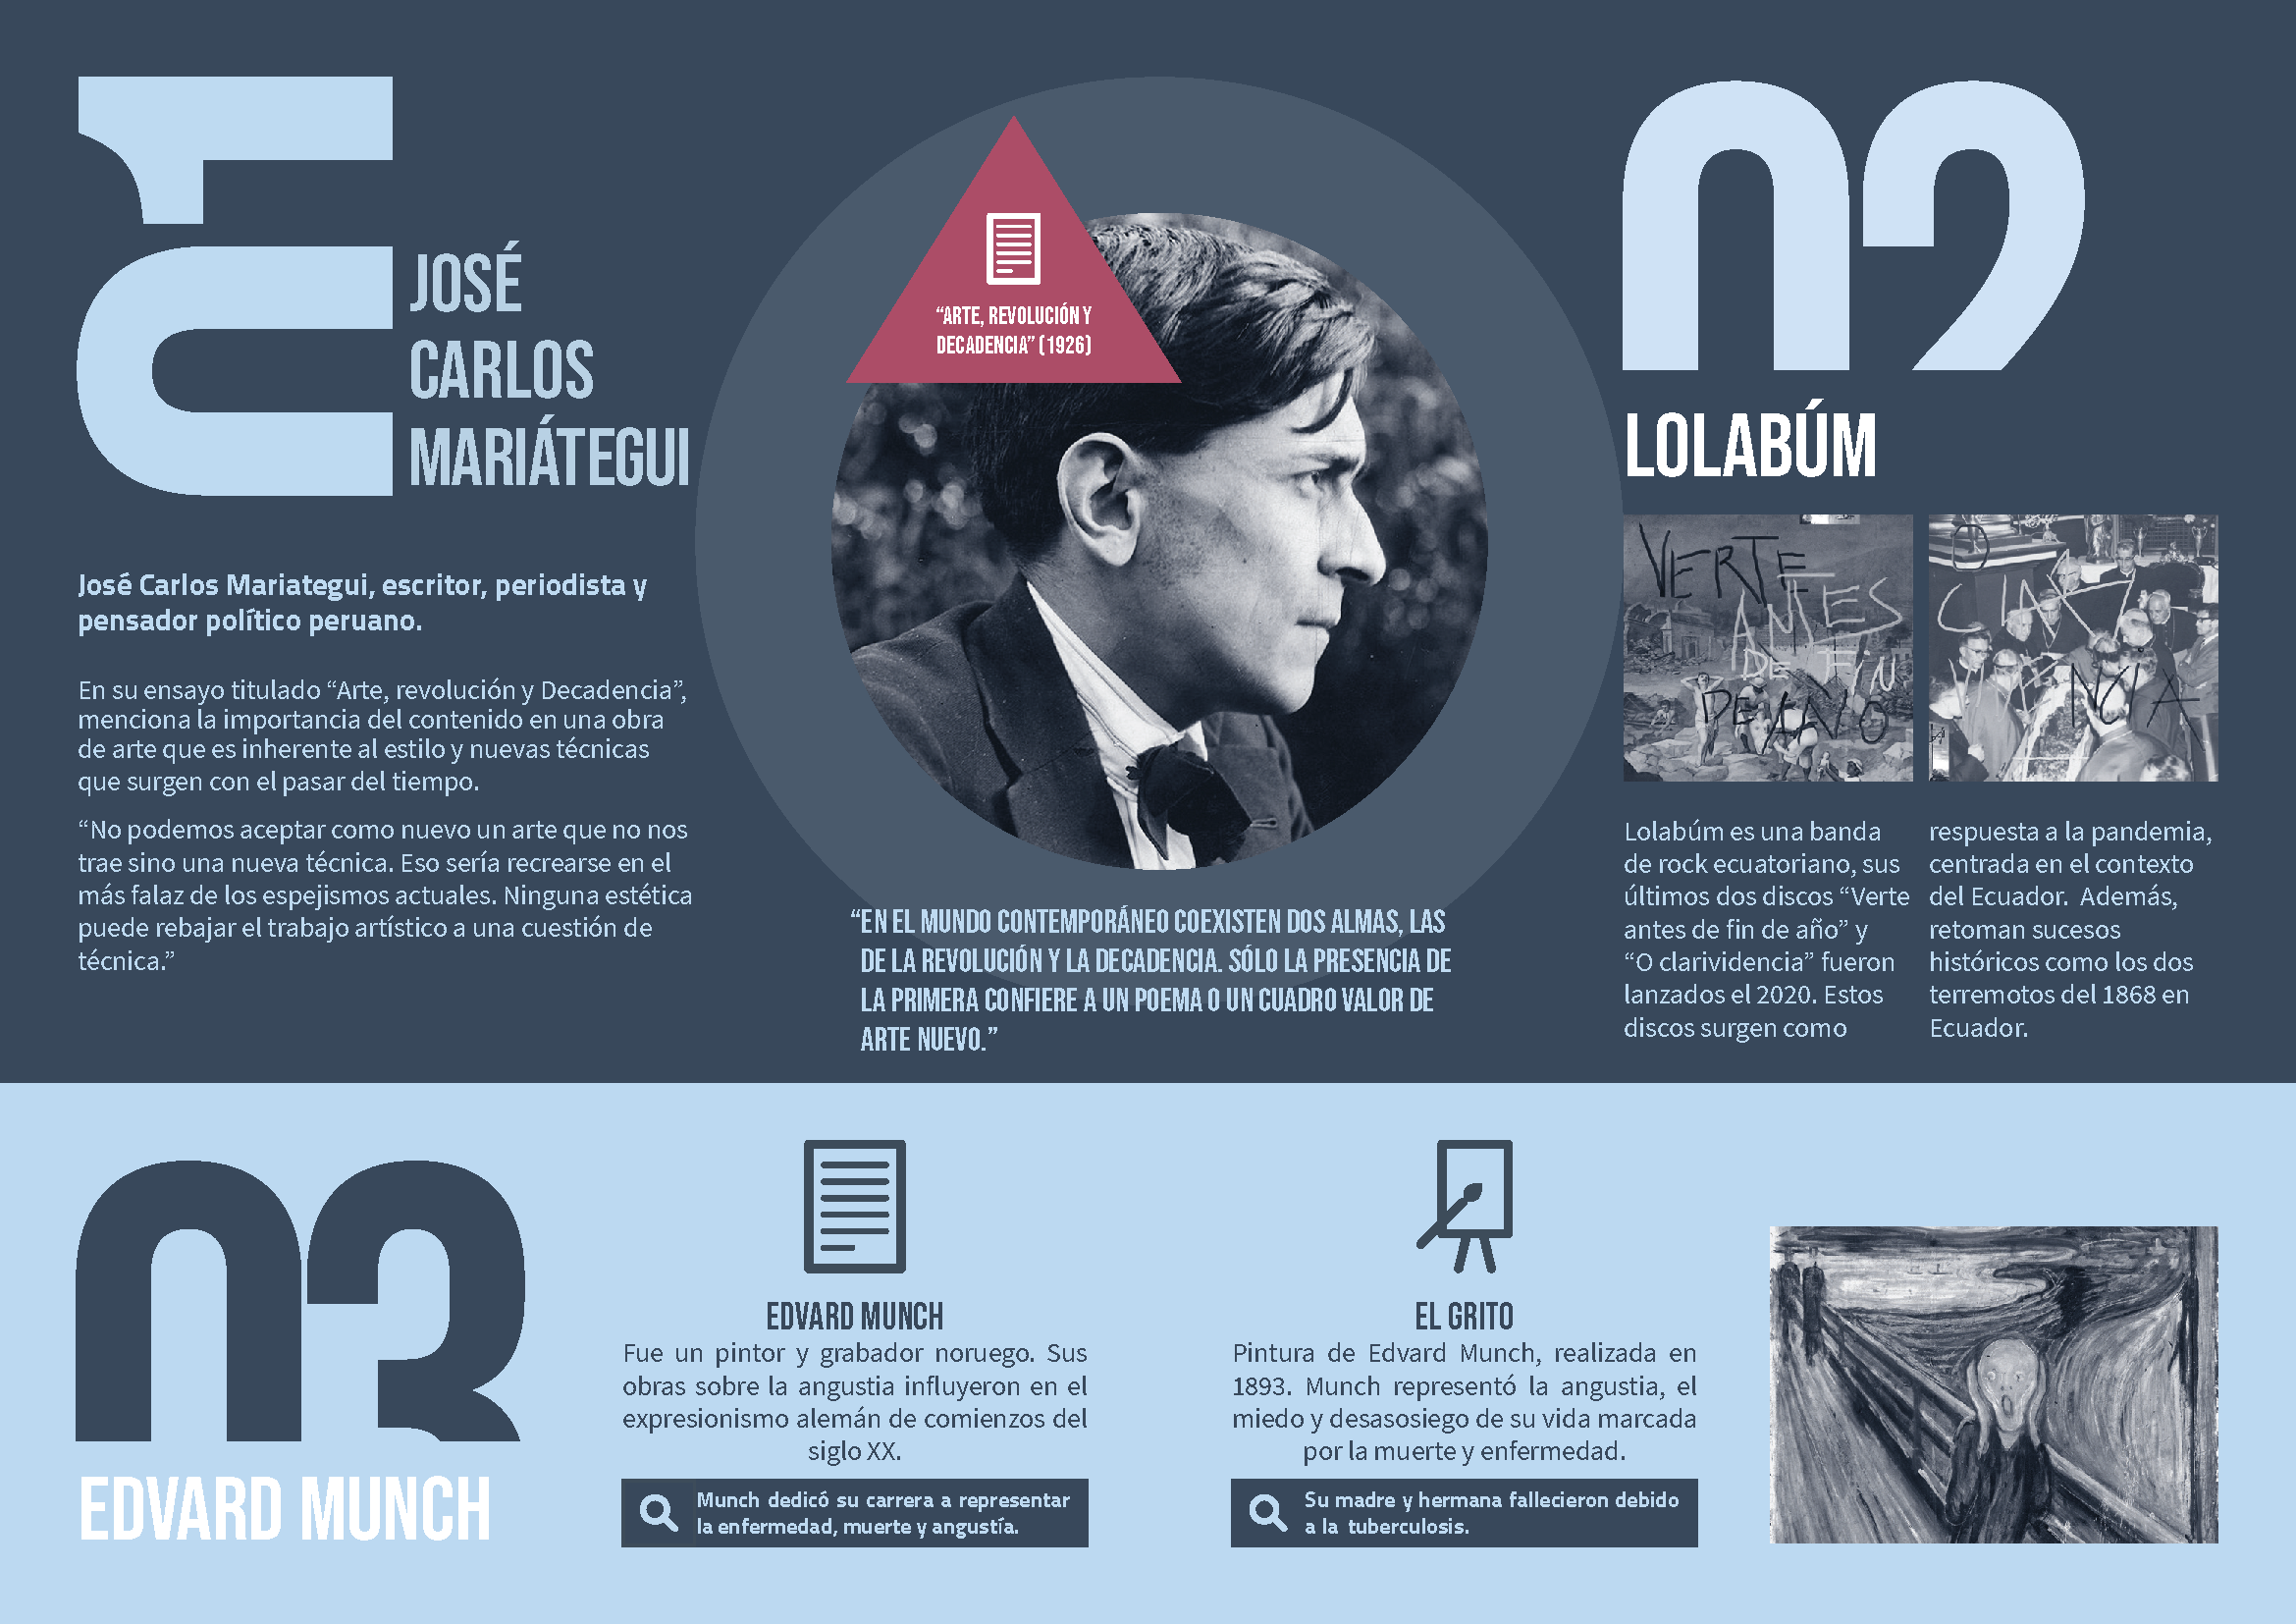 01
JOSÉ
CARLOS
MARIÁTEGUI
José Carlos Mariategui, escritor, periodista y
pensador político peruano.
En su ensayo titulado “Arte, revolución y Decadencia”,
menciona la importancia del contenido en una obra
de arte que es inherente al estilo y nuevas técnicas
que surgen con el pasar del tiempo.
“No podemos aceptar como nuevo un arte que no nos
trae sino una nueva técnica. Eso sería recrearse en el
más falaz de los espejismos actuales. Ninguna estética
puede rebajar el trabajo artístico a una cuestión de
técnica.”
“ARTE, REVOLUCIÓN Y
DECADENCIA” (1926)
“EN EL MUNDO CONTEMPORÁNEO COEXISTEN DOS ALMAS, LAS
DE LA REVOLUCIÓN Y LA DECADENCIA. SÓLO LA PRESENCIA DE
LA PRIMERA CONFIERE A UN POEMA O UN CUADRO VALOR DE
ARTE NUEVO.”
02
LOLABÚM
VERTE
ANTES
DE FIN
DE AÑO
O
CLARI
VIDE
NCIA
Lolabúm es una banda
de rock ecuatoriano, sus
últimos dos discos “Verte
antes de fin de año” y
“O clarividencia” fueron
lanzados el 2020. Estos
discos surgen como
respuesta a la pandemia,
centrada en el contexto
del Ecuador.  Además,
retoman sucesos
históricos como los dos
terremotos del 1868 en
Ecuador.
03
EDVARD MUNCH
EDVARD MUNCH
Fue un pintor y grabador noruego. Sus
obras sobre la angustia influyeron en el
expresionismo alemán de comienzos del
siglo XX.
Munch dedicó su carrera a representar
la enfermedad, muerte y angustía.
EL GRITO
Pintura de Edvard Munch, realizada en
1893. Munch representó la angustia, el
miedo y desasosiego de su vida marcada
por la muerte y enfermedad.
Su madre y hermana fallecieron debido
a la tuberculosis.